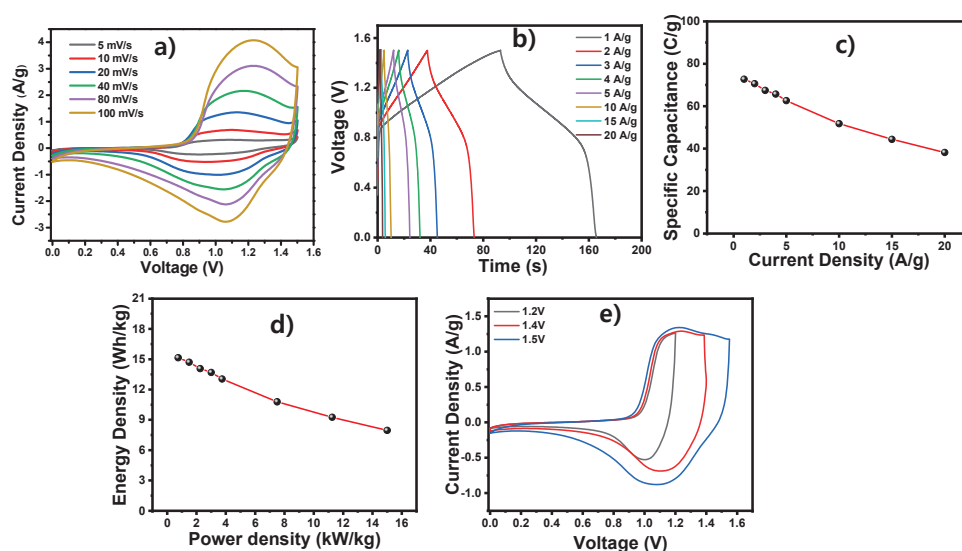 a)
5 mV/s
10 mV/s
20 mV/s
40 mV/s
80 mV/s
100 mV/s
Current Density (A/g)
4
3
2
1
0
-1
-2
-3
0.0 0.2 0.4 0.6 0.8 1.0 1.2 1.4 1.6
Voltage (V)
b)
1 A/g
2 A/g
3 A/g
4 A/g
5 A/g
10 A/g
15 A/g
20 A/g
Voltage (V)
1.6
1.2
0.8
0.4
0.0
0 40 80 120 160 200
Time (s)
c)
Specific Capacitance (C/g)
100
80
60
40
20
0
0 5 10 15 20
Current Density (A/g)
d)
Energy Density (Wh/kg)
21
18
15
12
9
6
3
0
0 2 4 6 8 10 12 14 16
Power density (kW/kg)
e)
1.2V
1.4V
1.5V
Current Density (A/g)
1.5
1.0
0.5
0.0
-0.5
-1.0
0.0 0.2 0.4 0.6 0.8 1.0 1.2 1.4 1.6
Voltage (V)